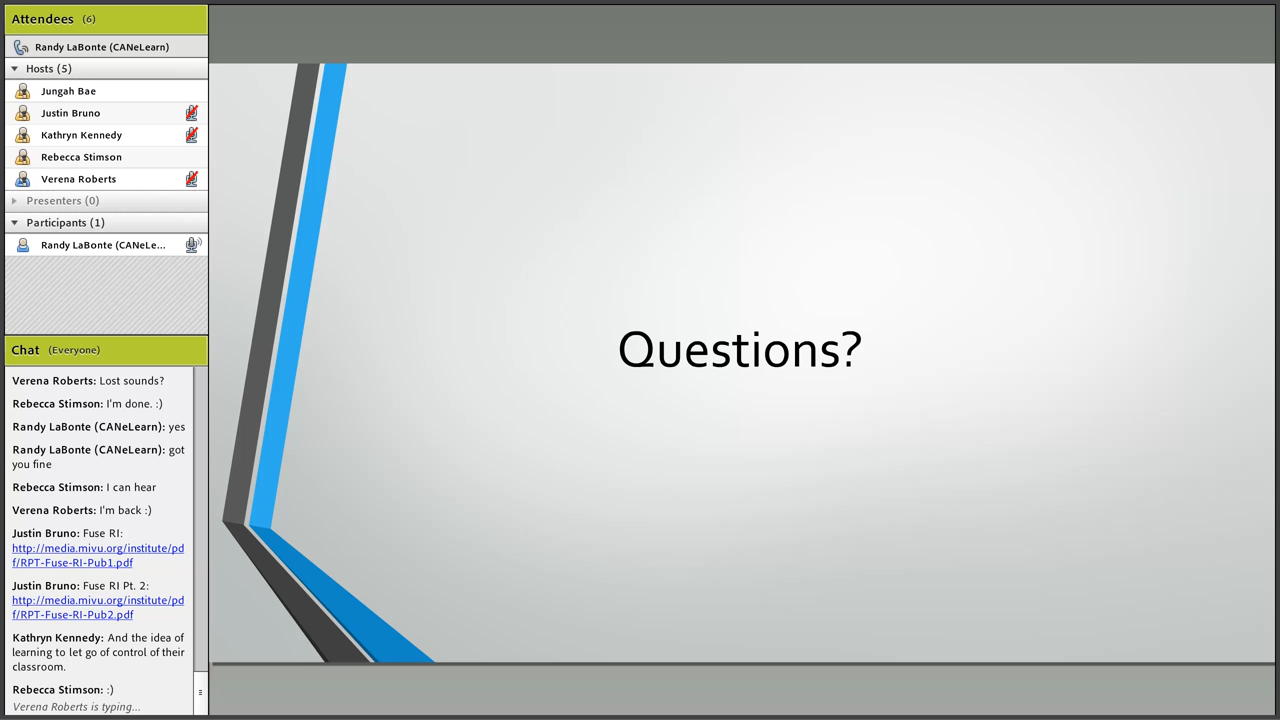 Attendees (6)
Randy LaBonte (CANeLearn)
Hosts (5)
Jungah Bae
Justin Bruno
Kathryn Kennedy
Rebecca Stimson
Verena Roberts
Presenters (0)
Participants (1)
Randy LaBonte (CANeLe...
Chat (Everyone)
Verena Roberts: Lost sounds?
Rebecca Stimson: I'm done. :)
Randy LaBonte (CANeLearn): yes
Randy LaBonte (CANeLearn): got
you fine
Rebecca Stimson: I can hear
Verena Roberts: I'm back :)
Justin Bruno: Fuse RI:
http://media.mivu.org/institute/pd
f/RPT-Fuse-RI-Pub1.pdf
Justin Bruno: Fuse RI Pt. 2:
http://media.mivu.org/institute/pd
f/RPT-Fuse-RI-Pub2.pdf
Kathryn Kennedy: And the idea of
learning to let go of control of their
classroom.
Rebecca Stimson: :)
Verena Roberts is typing...
Questions?